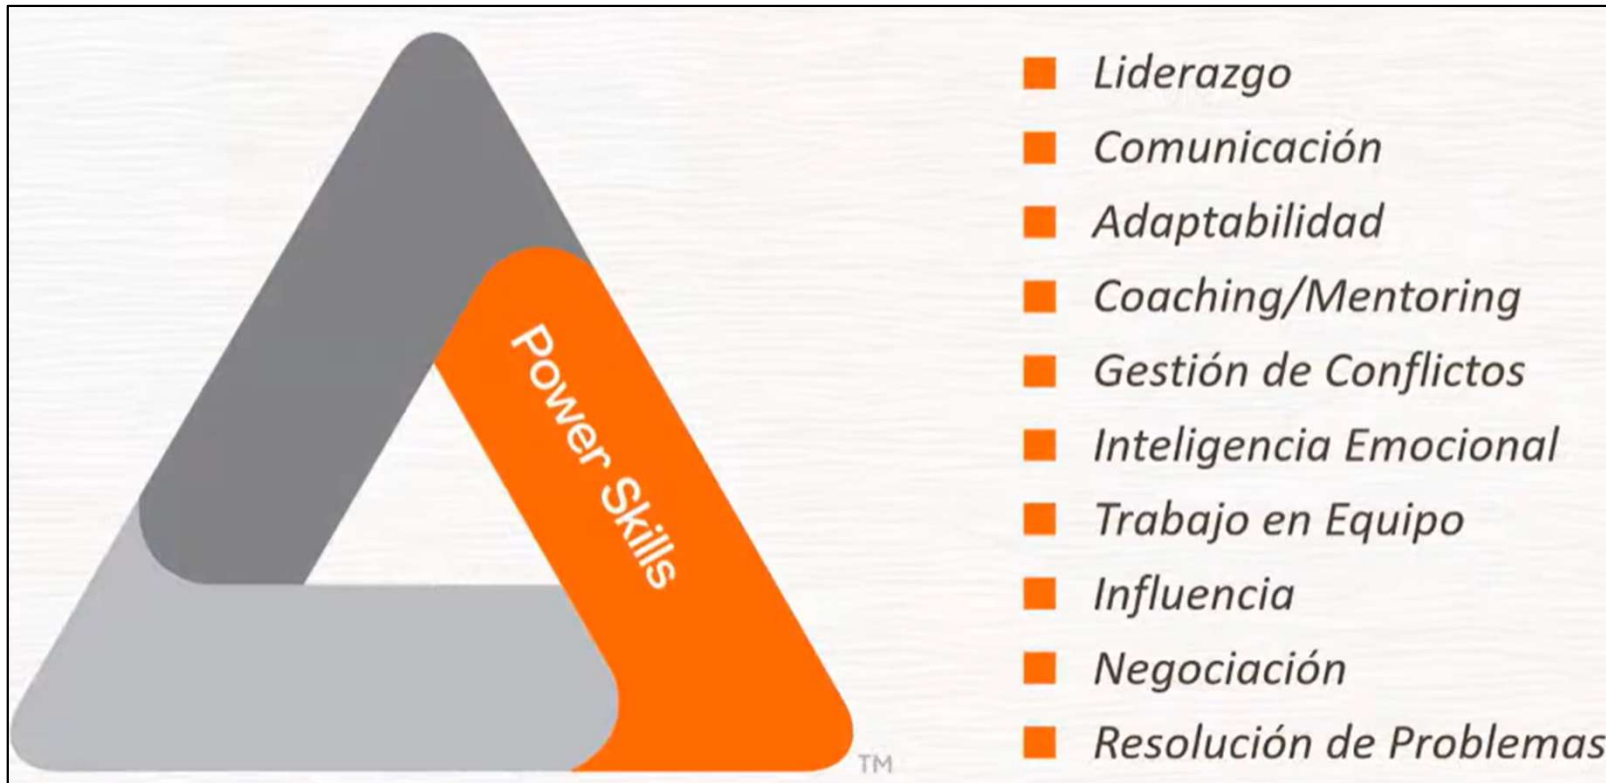 Power Skills
TM
Liderazgo
Comunicación
Adaptabilidad
Coaching/Mentoring
Gestión de Conflictos
Inteligencia Emocional
Trabajo en Equipo
Influencia
Negociación
Resolución de Problemas